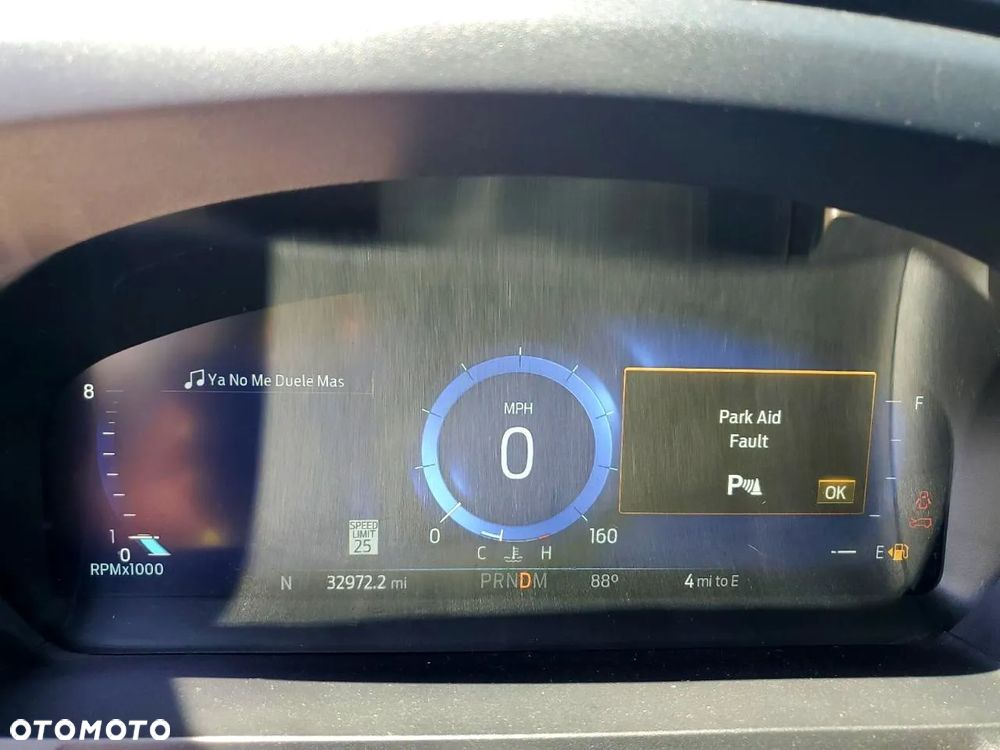 8
Ya No Me Duele Mas
MPH
0
Park Aid
Fault
P
OK
F
SPEED
LIMIT
25
0
160
1
0
RPMx1000
C H
E
N 32972.2 mi PRNDM 88° 4 mi to E
OTOMOTO